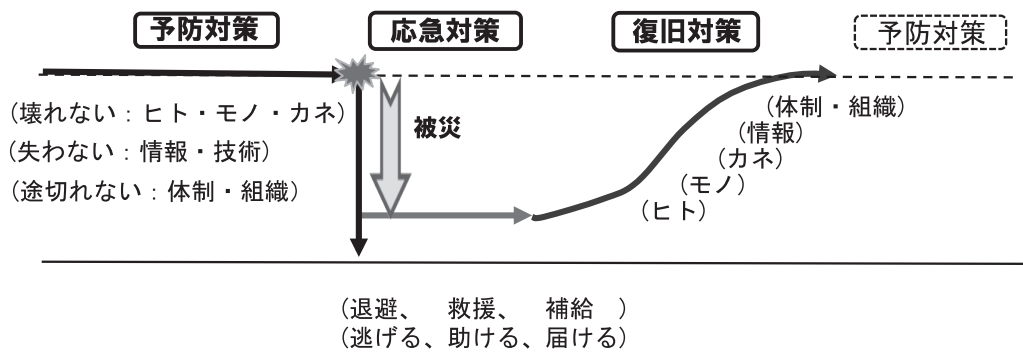 予防対策
応急対策
復旧対策
予防対策
(壊れない：ヒト・モノ・カネ)
(失わない：情報・技術)
(途切れない：体制・組織)
被災
(体制・組織)
(情報)
(カネ)
(モノ)
(ヒト)
(退避、　救援、　補給　)
(逃げる、助ける、届ける)